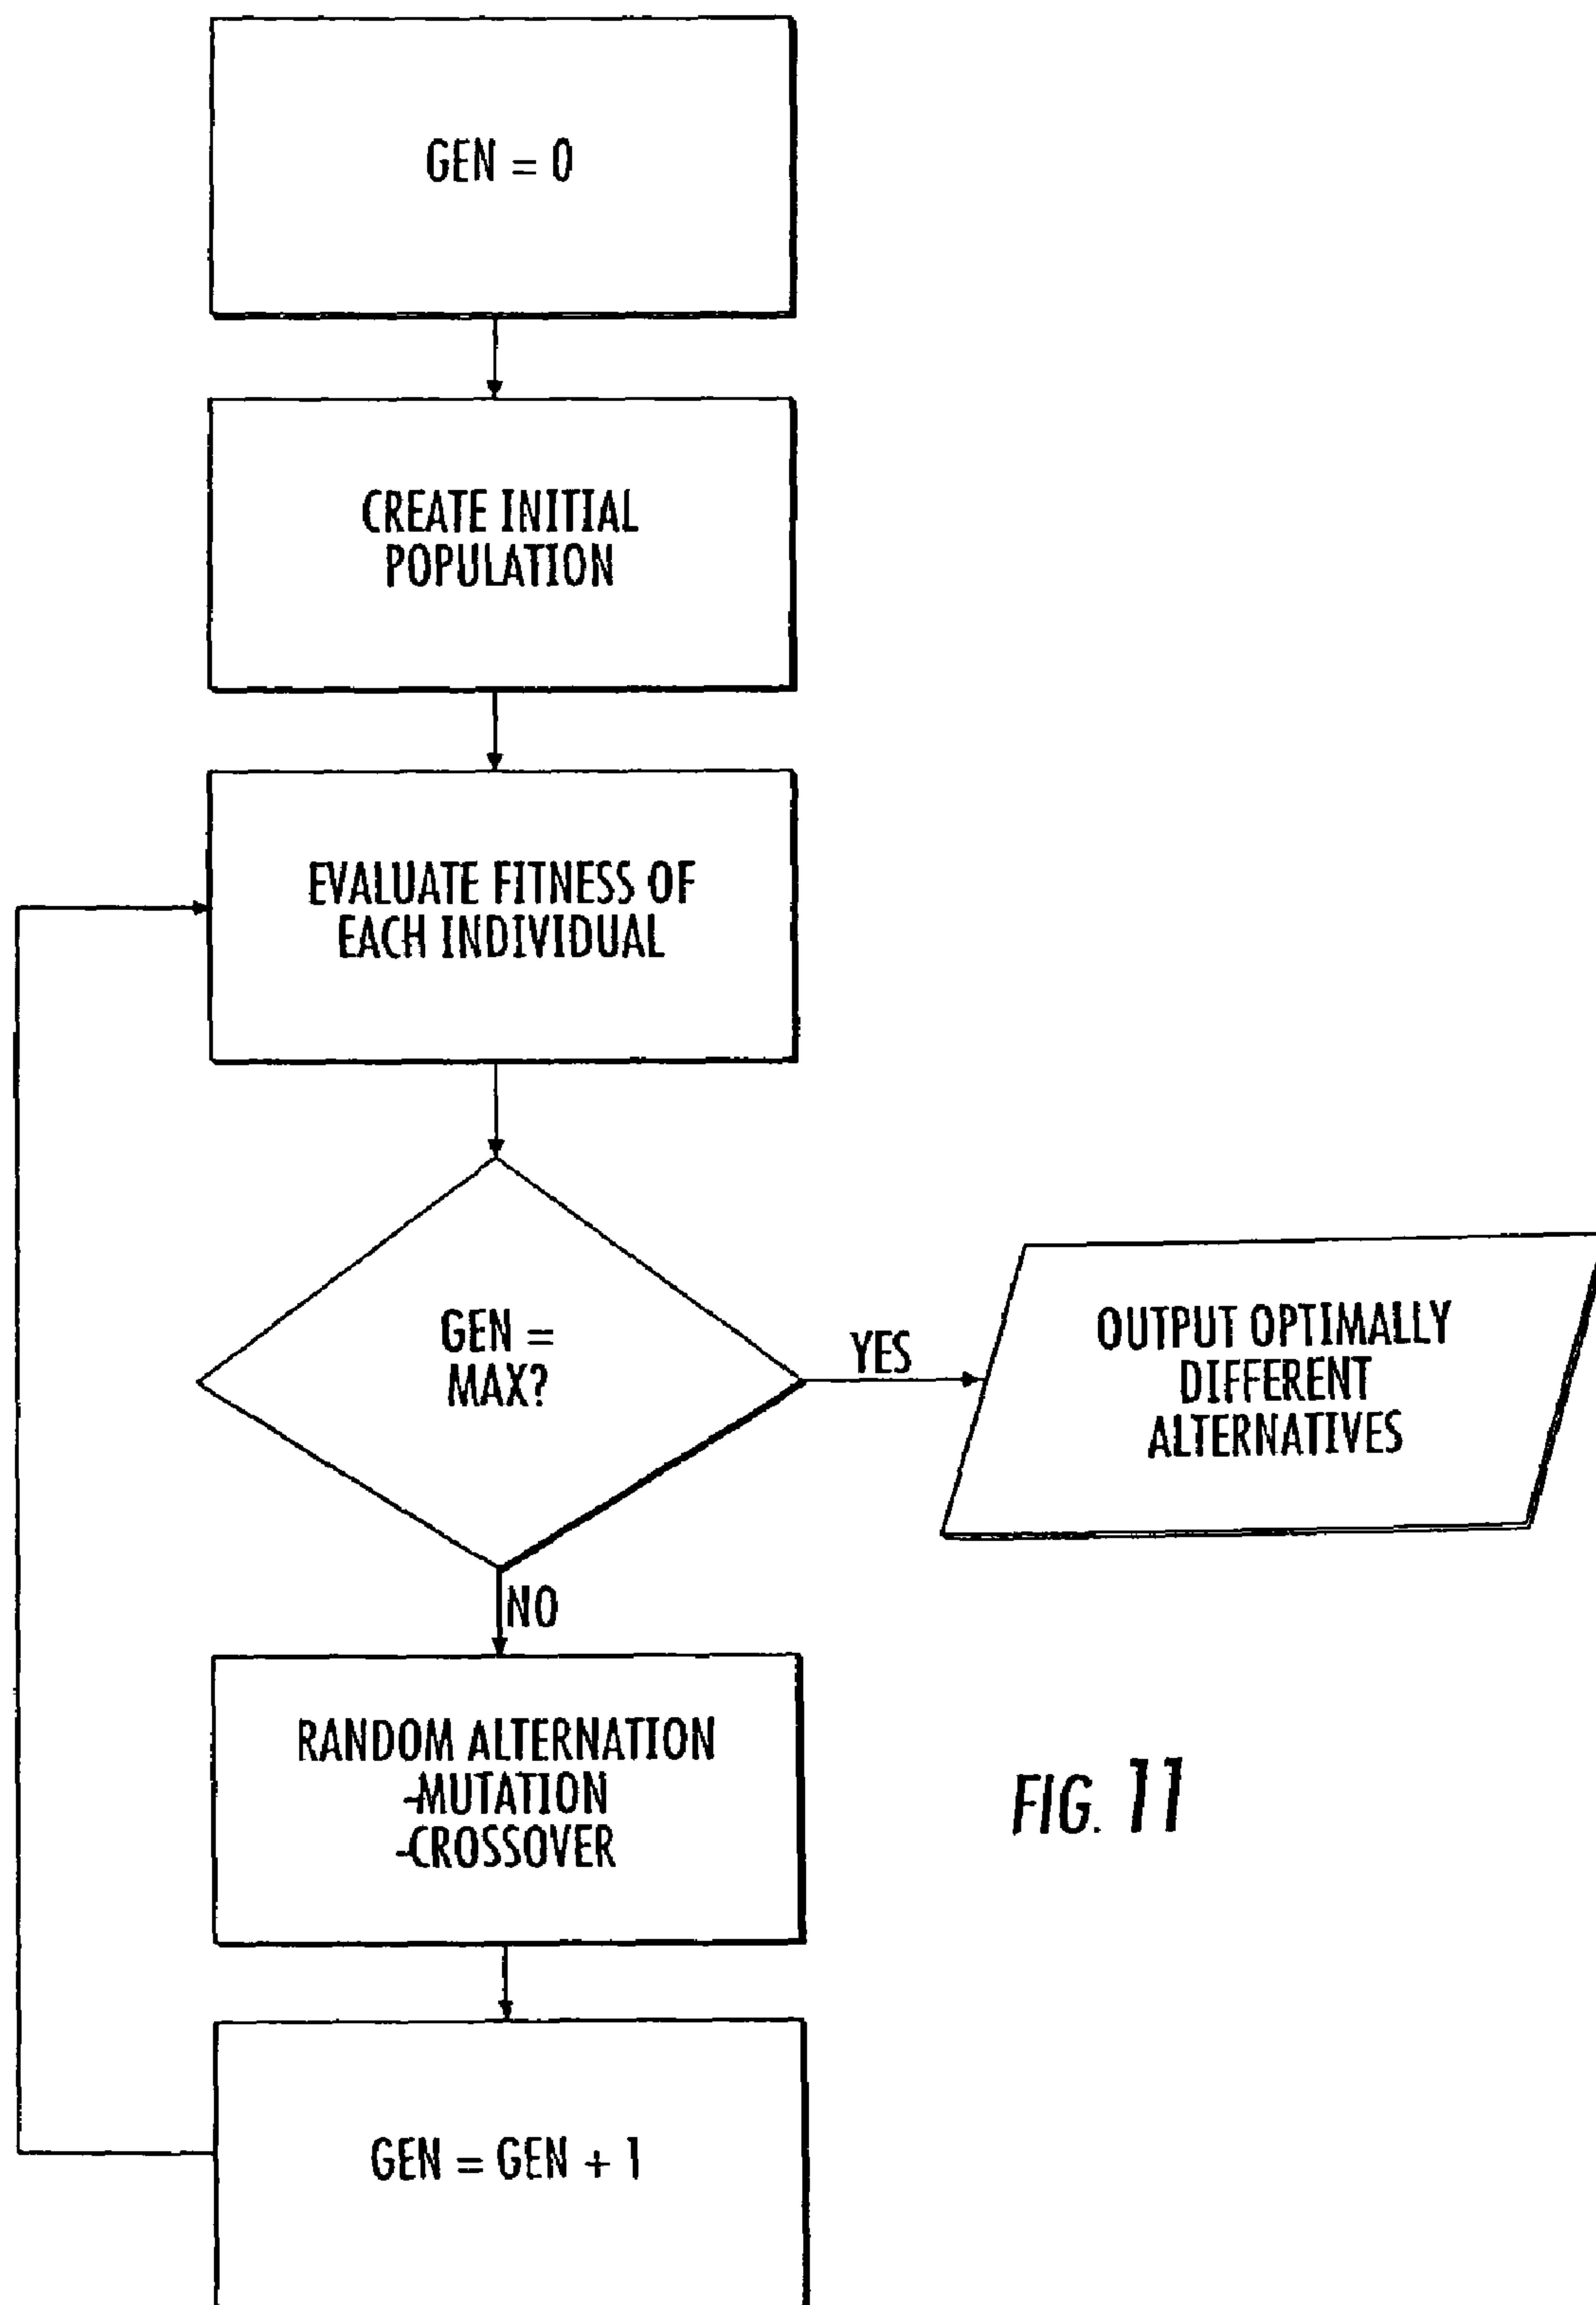 GEN = 0
CREATE INITIAL
POPULATION
EVALUATE FITNESS OF
EACH INDIVIDUAL
GEN =
MAX?
YES
OUTPUT OPTIMALLY
DIFFERENT
ALTERNATIVES
NO
RANDOM ALTERNATION
-MUTATION
-CROSSOVER
FIG. 11
GEN = GEN + 1